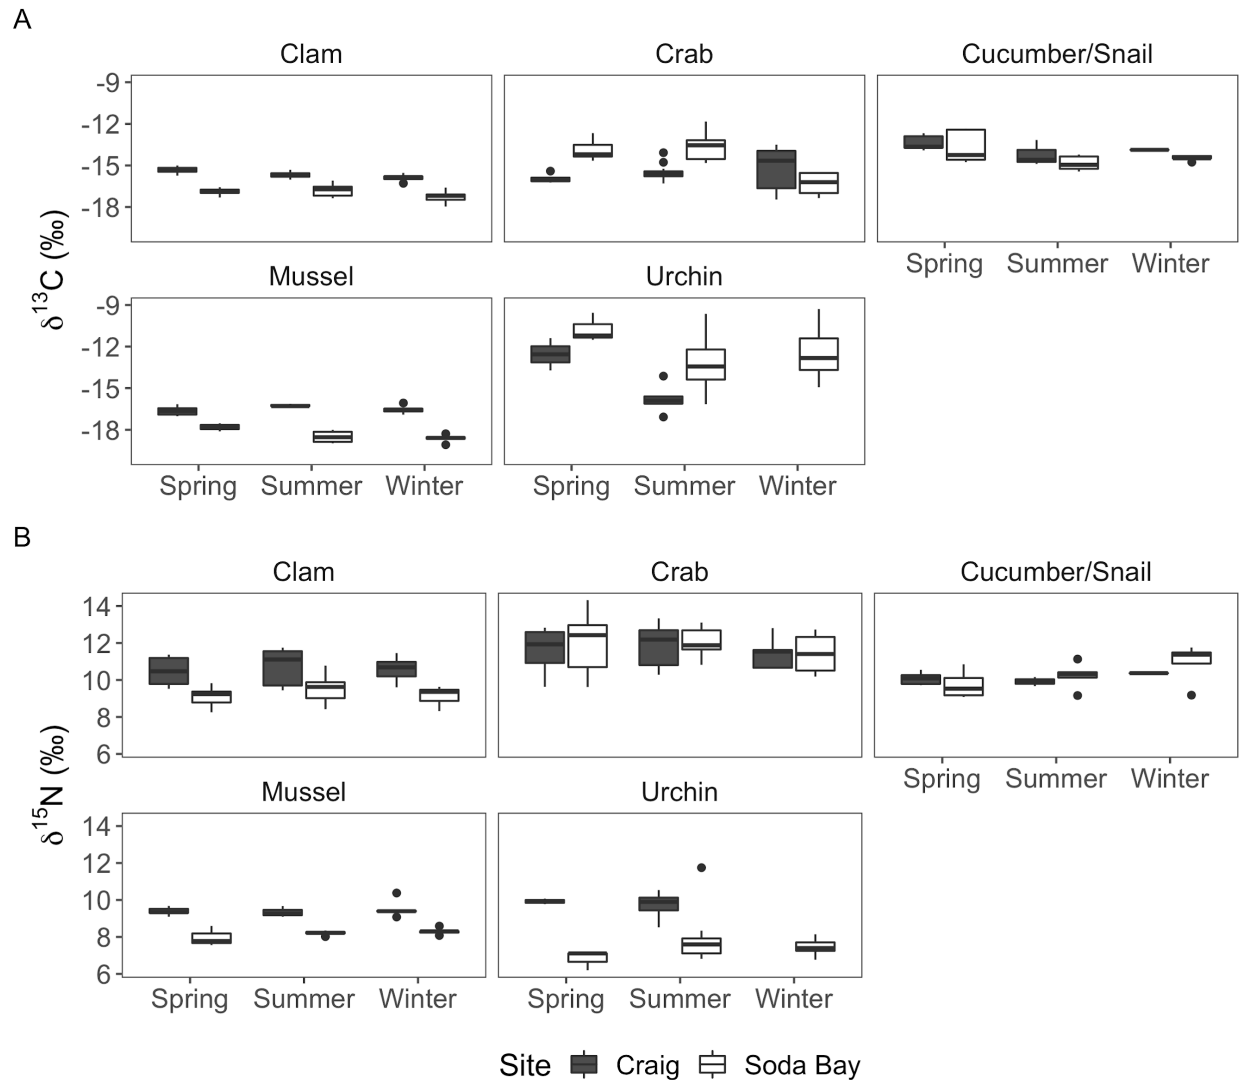 A
Clam Crab Cucumber/Snail
-9
-12
-15
-18
Spring Summer Winter
Mussel Urchin
-9
-12
-15
-18
δ13C (‰)
Spring Summer Winter Spring Summer Winter
B
Clam Crab Cucumber/Snail
14
12
10
8
6
Spring Summer Winter
Mussel Urchin
14
12
10
8
6
δ15N (‰)
Spring Summer Winter Spring Summer Winter
Site Craig Soda Bay